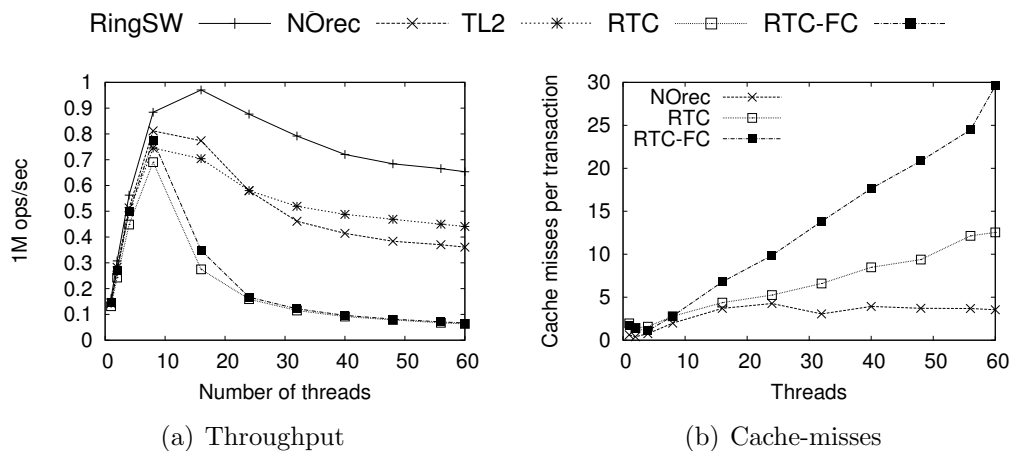 RingSW NOrec TL2 RTC RTC-FC
1M ops/sec
1
0.9
0.8
0.7
0.6
0.5
0.4
0.3
0.2
0.1
0
0 10 20 30 40 50 60
Number of threads
(a) Throughput
Cache misses per transaction
30
25
20
15
10
5
0
NOrec
RTC
RTC-FC
0 10 20 30 40 50 60
Threads
(b) Cache-misses